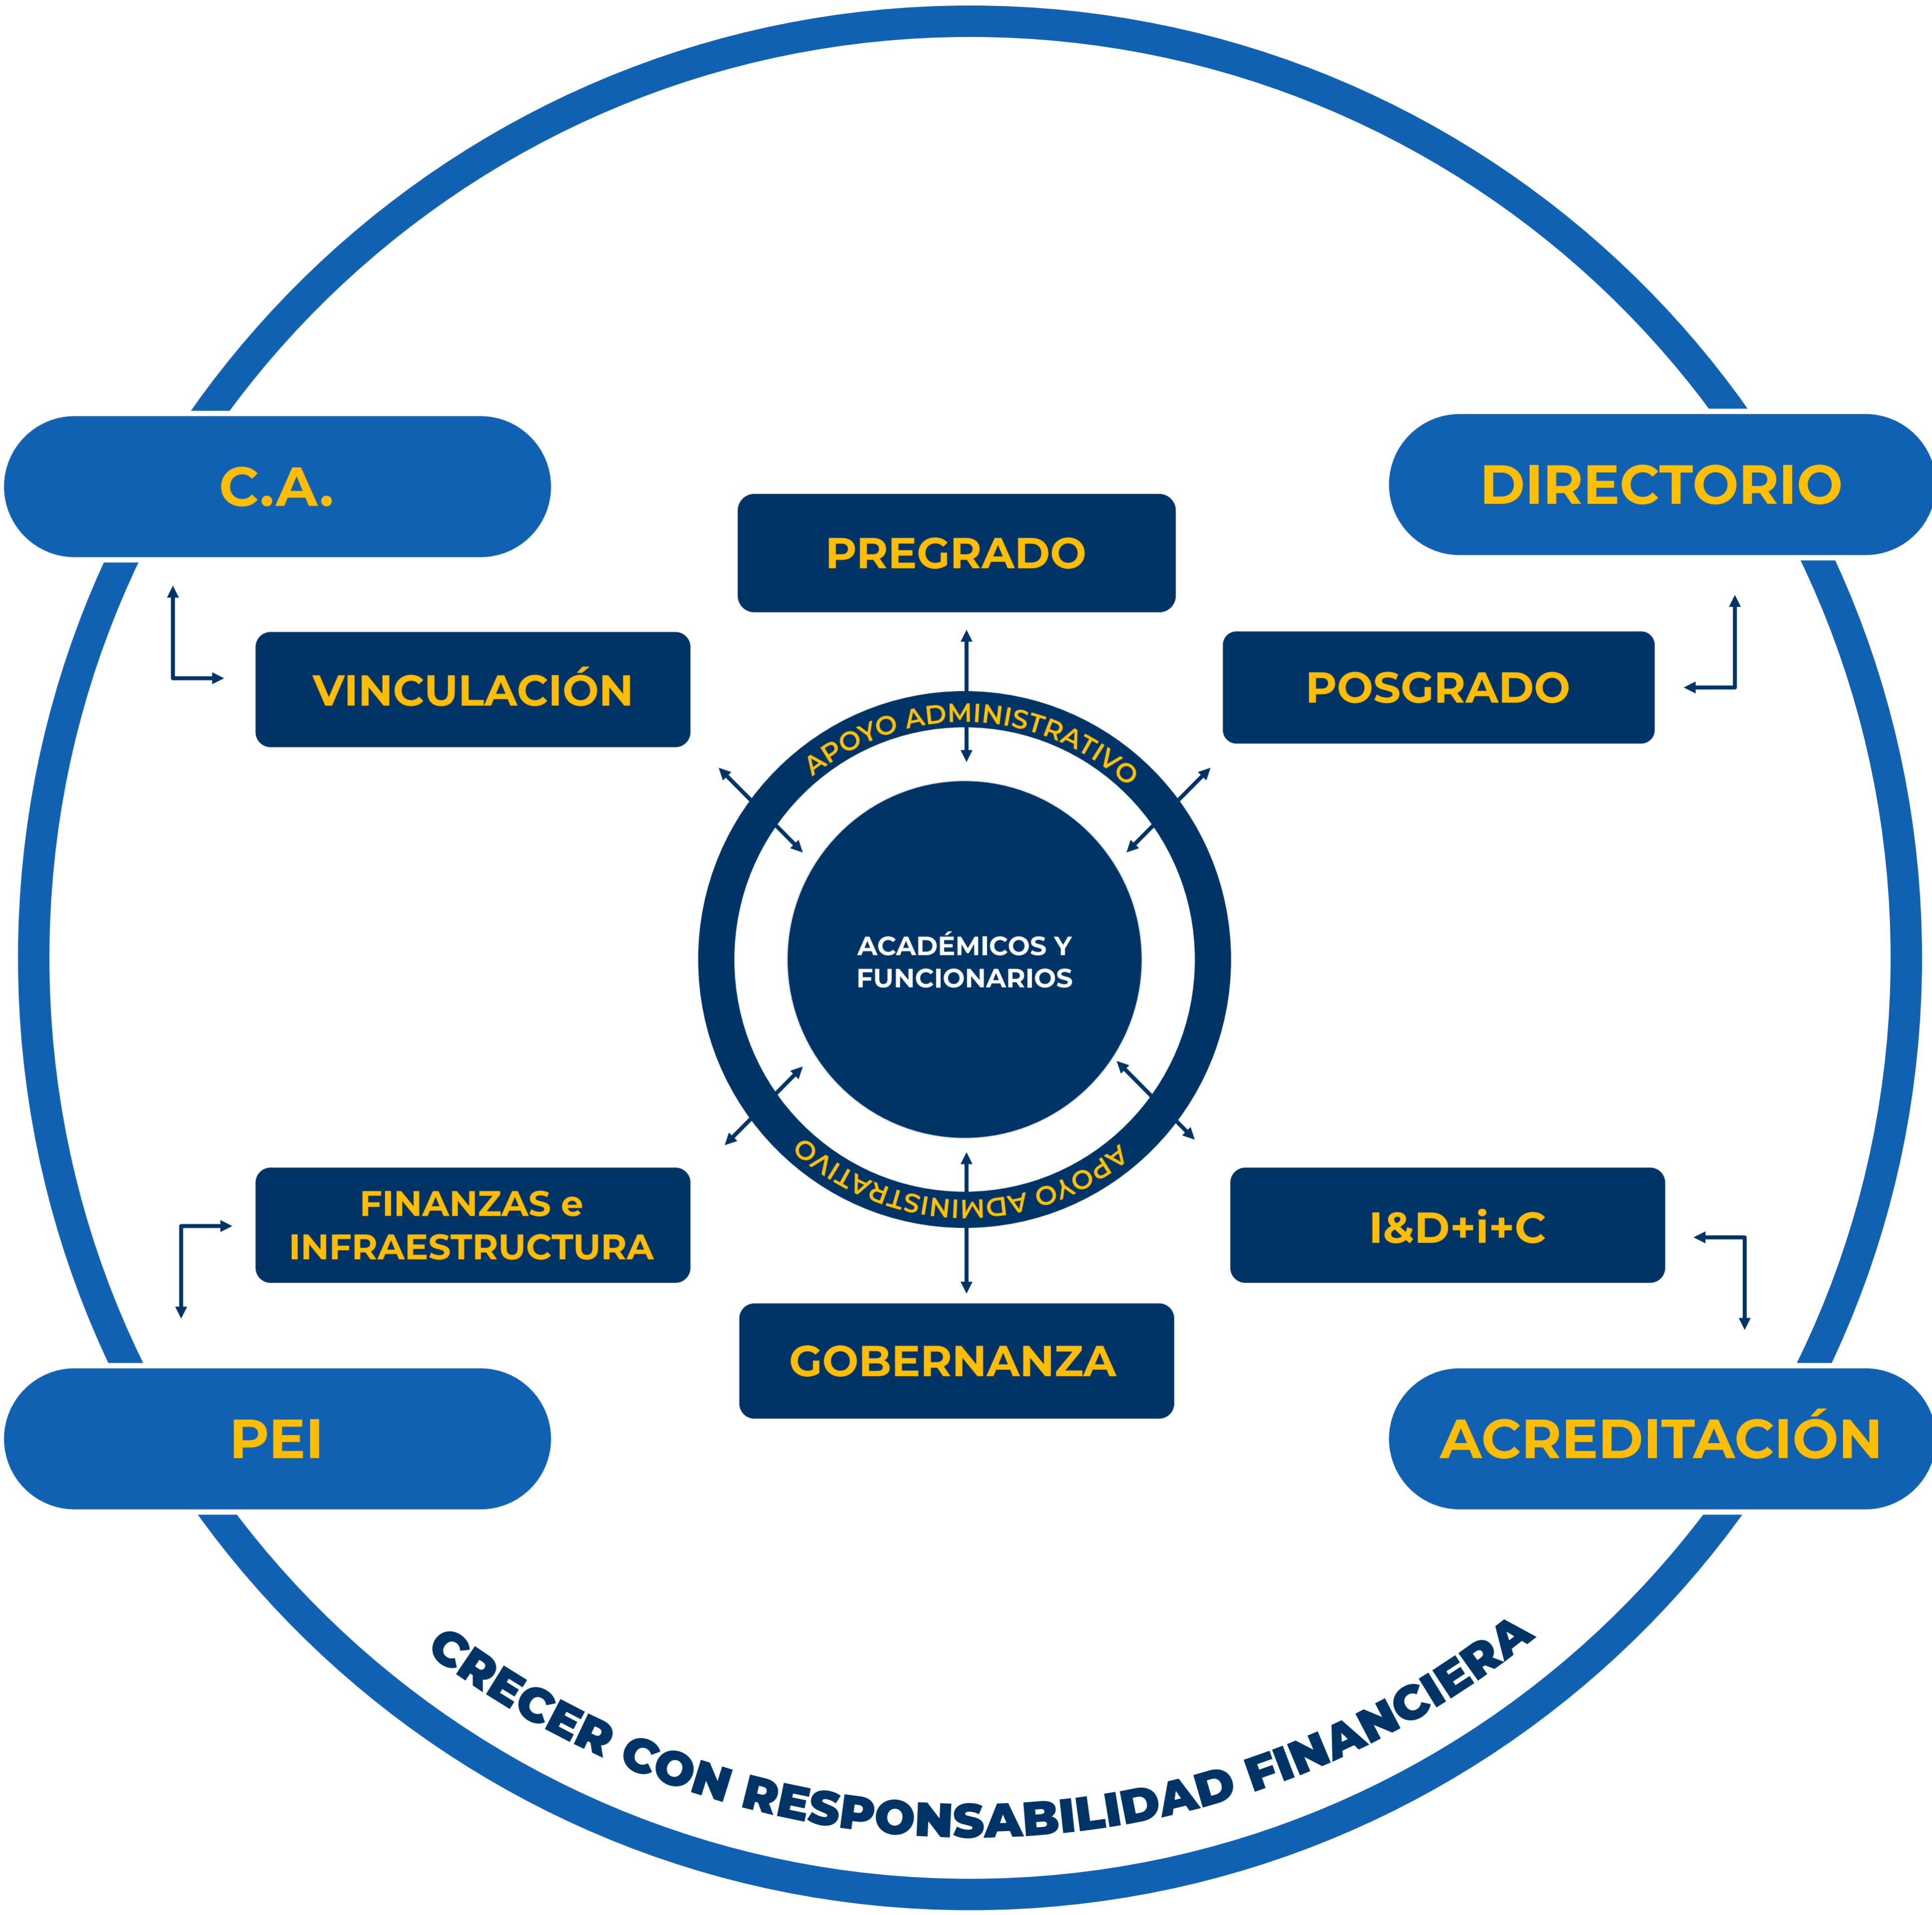 C.A.
DIRECTORIO
PREGRADO
VINCULACIÓN
POSGRADO
APOYO ADMINISTRATIVO
ACADÉMICOS Y
FUNCIONARIOS
APOYO ADMINISTRATIVO
FINANZAS e
INFRAESTRUCTURA
I&D+i+C
GOBERNANZA
PEI
ACREDITACIÓN
CRECER CON RESPONSABILIDAD FINANCIERA